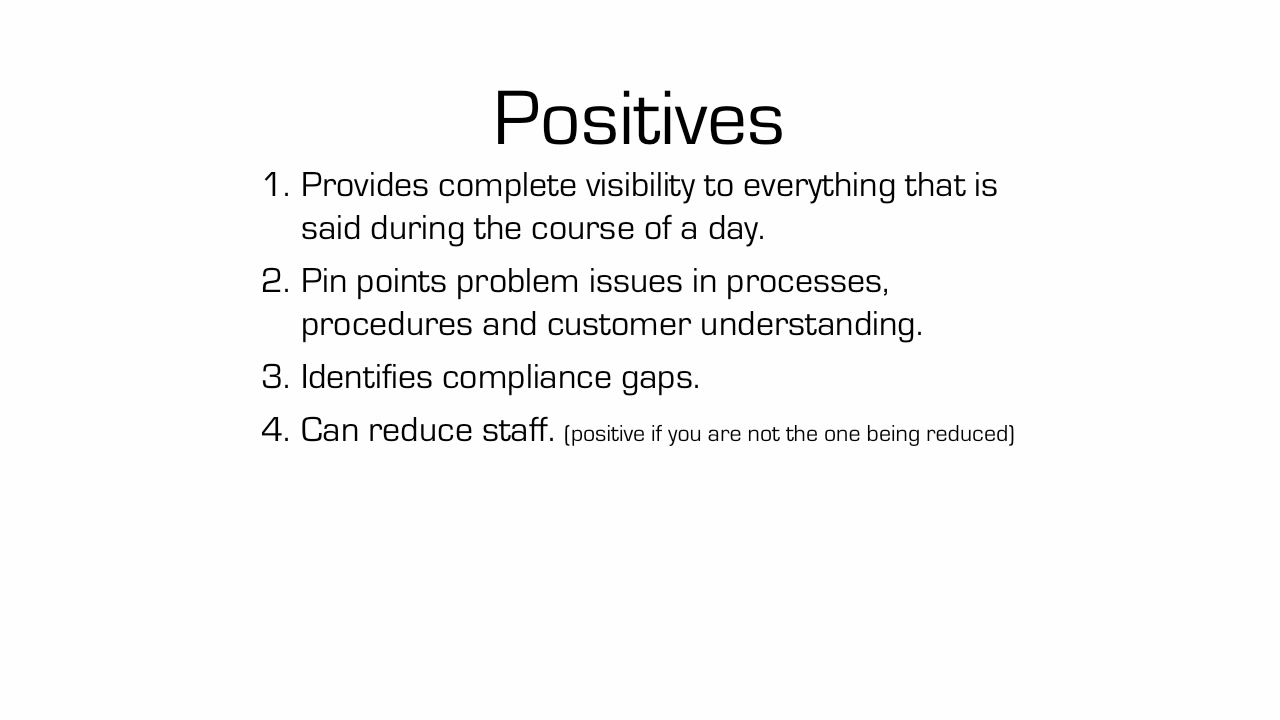 Positives
1. Provides complete visibility to everything that is
said during the course of a day.
2. Pin points problem issues in processes,
procedures and customer understanding.
3. Identifies compliance gaps.
4. Can reduce staff. (positive if you are not the one being reduced)